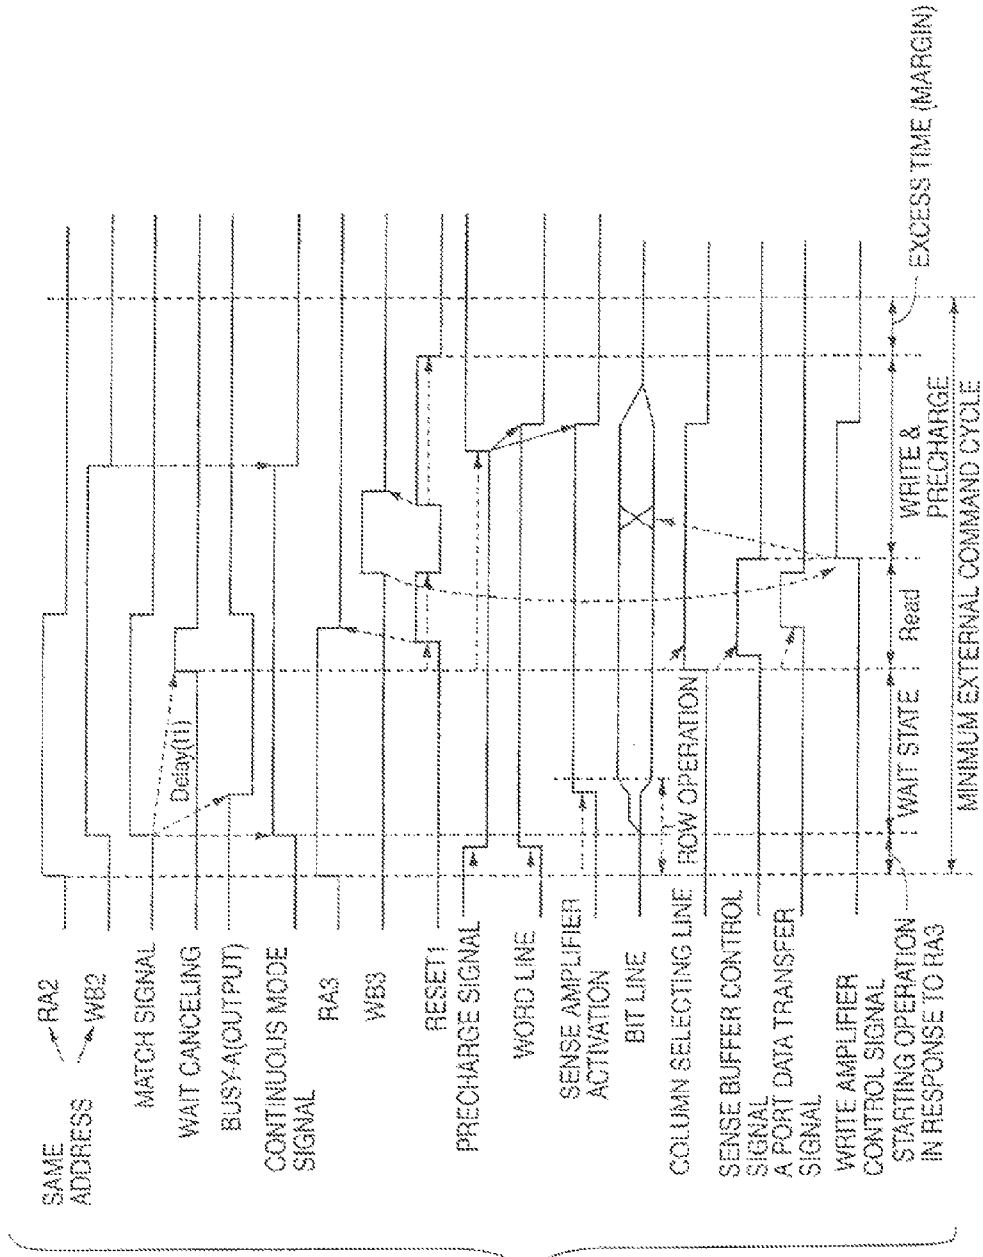 SAME
ADDRESS
RA2
WB2
MATCH SIGNAL
WAIT CANCELING
Delay(t1)
BUSY-A(OUTPUT)
CONTINUOUS MODE
SIGNAL
RA3
WB3
RESET1
PRECHARGE SIGNAL
WORD LINE
SENSE AMPLIFIER
ACTIVATION
BIT LINE
ROW OPERATION
COLUMN SELECTING LINE
SENSE BUFFER CONTROL
SIGNAL
A PORT DATA TRANSFER
SIGNAL
WRITE AMPLIFIER
CONTROL SIGNAL
STARTING OPERATION
IN RESPONSE TO RA3
WAIT STATE
Read
WRITE &
PRECHARGE
EXCESS TIME (MARGIN)
MINIMUM EXTERNAL COMMAND CYCLE